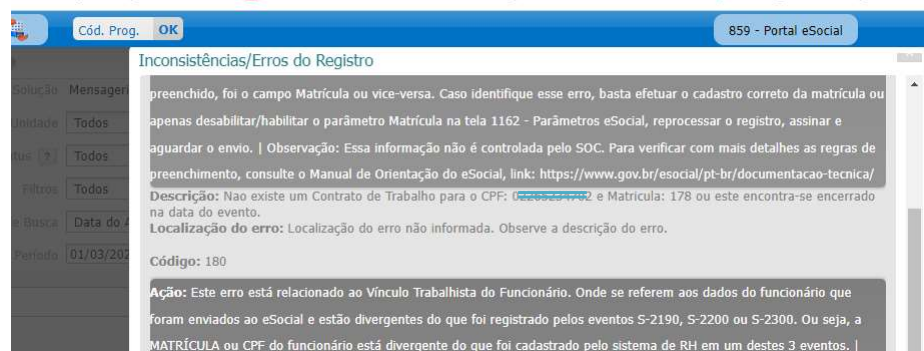 Cód. Prog. OK 859 - Portal eSocial
Inconsistências/Erros do Registro
Solução Mensageri
preenchido, foi o campo Matrícula ou vice-versa. Caso identifique esse erro, basta efetuar o cadastro correto da matrícula ou
Unidade Todos
apenas desabilitar/habilitar o parâmetro Matrícula na tela 1162 - Parâmetros eSocial, reprocessar o registro, assinar e
tus ? Todos
aguardar o envio. | Observação: Essa informação não é controlada pelo SOC. Para verificar com mais detalhes as regras de
Filtros Todos
preenchimento, consulte o Manual de Orientação do eSocial, link: https://www.gov.br/esocial/pt-br/documentacao-tecnica/
e Busca Data do A
Descrição: Nao existe um Contrato de Trabalho para o CPF: e Matricula: 178 ou este encontra-se encerrado
na data do evento.
Localização do erro: Localização do erro não informada. Observe a descrição do erro.
Período 01/03/202
Código: 180
Ação: Este erro está relacionado ao Vínculo Trabalhista do Funcionário. Onde se referem aos dados do funcionário que
foram enviados ao eSocial e estão divergentes do que foi registrado pelos eventos S-2190, S-2200 ou S-2300. Ou seja, a
MATRÍCULA ou CPF do funcionário está divergente do que foi cadastrado pelo sistema de RH em um destes 3 eventos. |